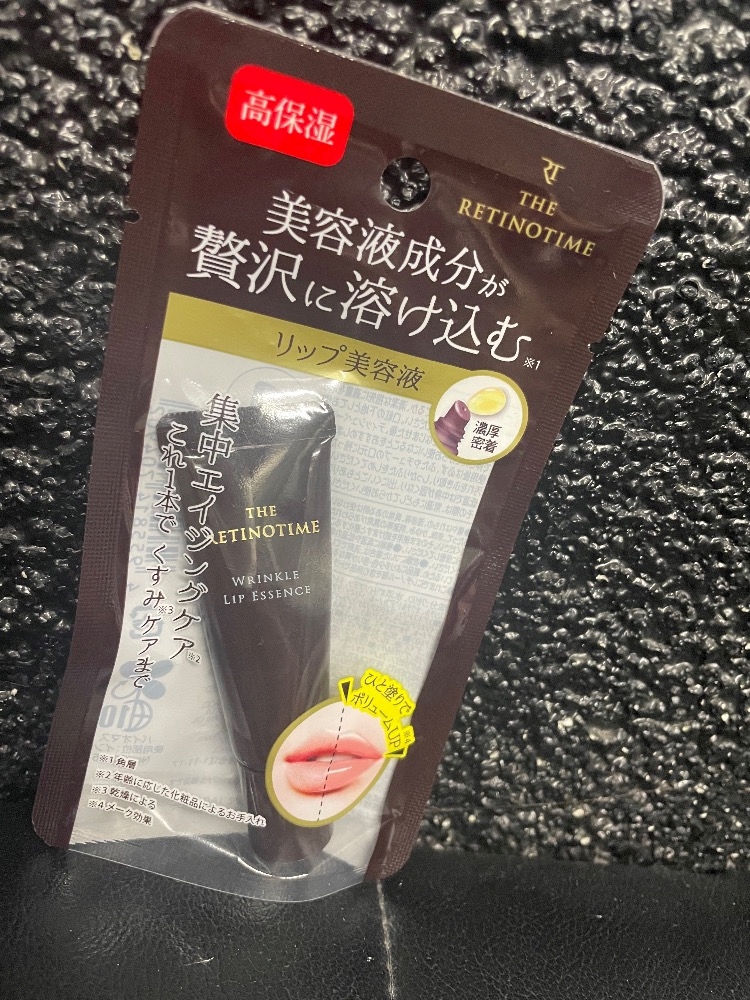 高保湿
THE
RETINOTIME
美容液成分が
贅沢に溶け込む※1
リップ美容液
濃厚
密着
集中エイジングケア※2
これ1本でくすみ※3ケアまで
THE
RETINOTIME
WRINKLE
LIP ESSENCE
ひと塗りで
ボリュームUP※4
※1 角層
※2 年齢に応じた化粧品によるお手入れ
※3 乾燥による
※4 メーク効果